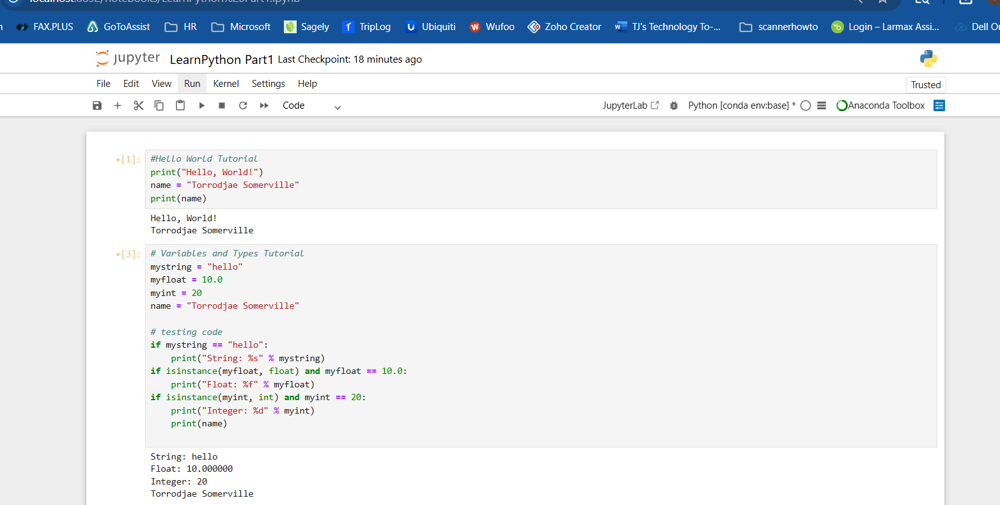 localhost:8892/notebooks/LearnPython%20Part1.ipynb
FAX.PLUS GoToAssist HR Microsoft Sagely TripLog Ubiquiti Wufoo Zoho Creator TJ's Technology To-... scannerhowto Login – Larmax Assi... Dell O
jupyter LearnPython Part1 Last Checkpoint: 18 minutes ago
File Edit View Run Kernel Settings Help Trusted
Code JupyterLab Python [conda env:base] * Anaconda Toolbox
[1]: #Hello World Tutorial
print("Hello, World!")
name = "Torrodjae Somerville"
print(name)
Hello, World!
Torrodjae Somerville
[3]: # Variables and Types Tutorial
mystring = "hello"
myfloat = 10.0
myint = 20
name = "Torrodjae Somerville"
# testing code
if mystring == "hello":
    print("String: %s" % mystring)
if isinstance(myfloat, float) and myfloat == 10.0:
    print("Float: %f" % myfloat)
if isinstance(myint, int) and myint == 20:
    print("Integer: %d" % myint)
    print(name)
String: hello
Float: 10.000000
Integer: 20
Torrodjae Somerville